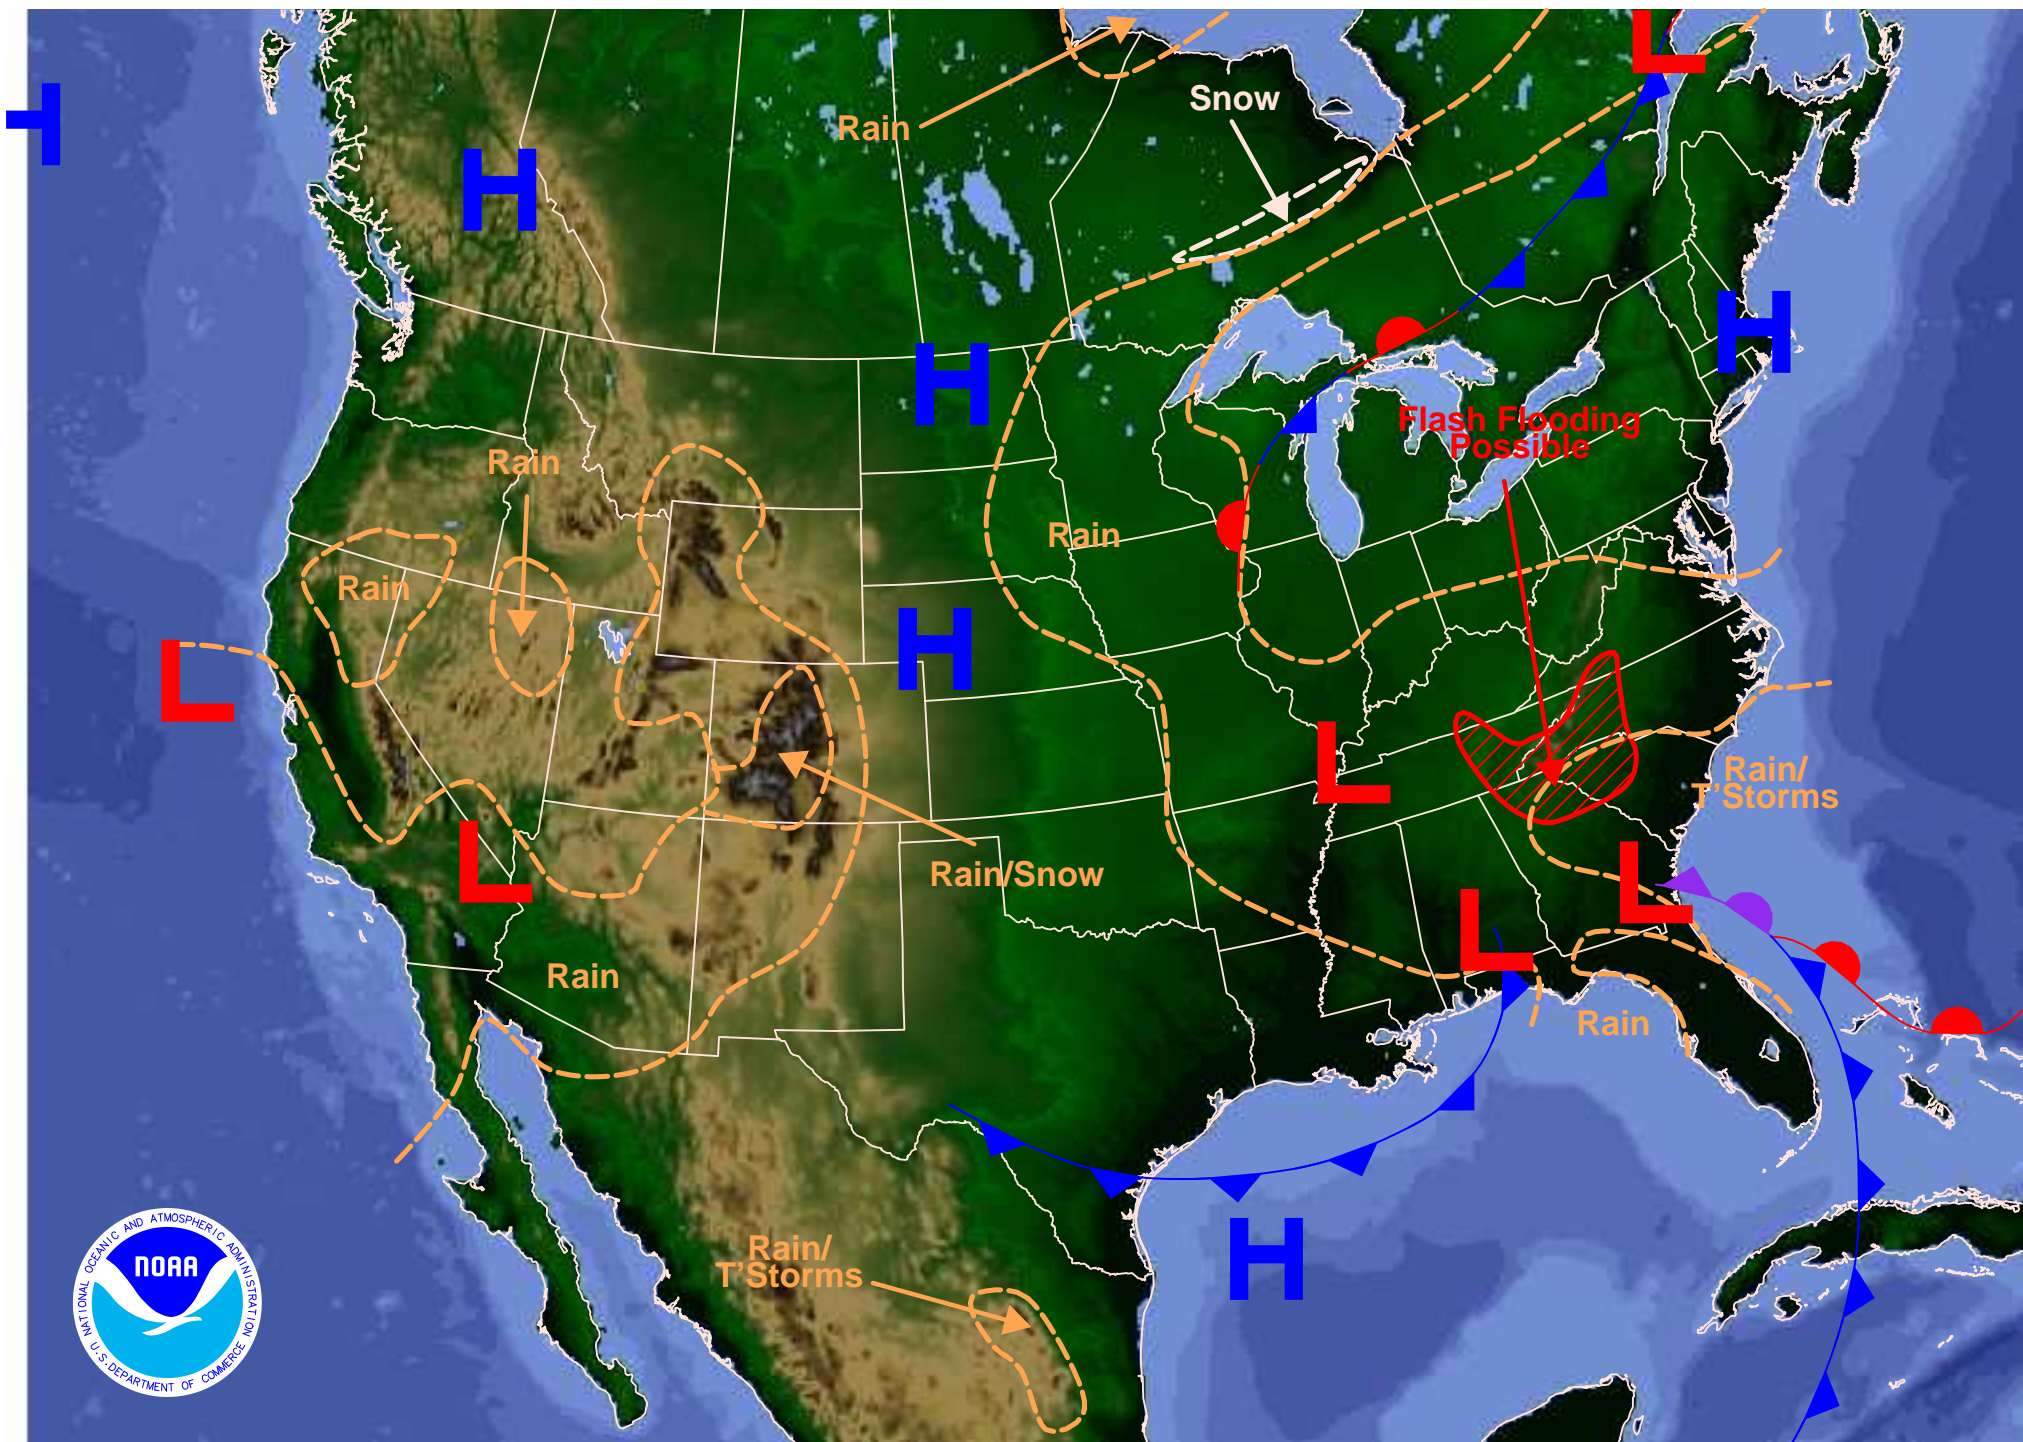 L
H
Rain
Snow
H
H
H
Flash Flooding
Possible
Rain
Rain
Rain
H
L
L
Rain/
T'Storms
L
Rain/Snow
L
L
Rain
Rain
H
Rain/
T'Storms
NATIONAL OCEANIC AND ATMOSPHERIC ADMINISTRATION
NOAA
U.S. DEPARTMENT OF COMMERCE